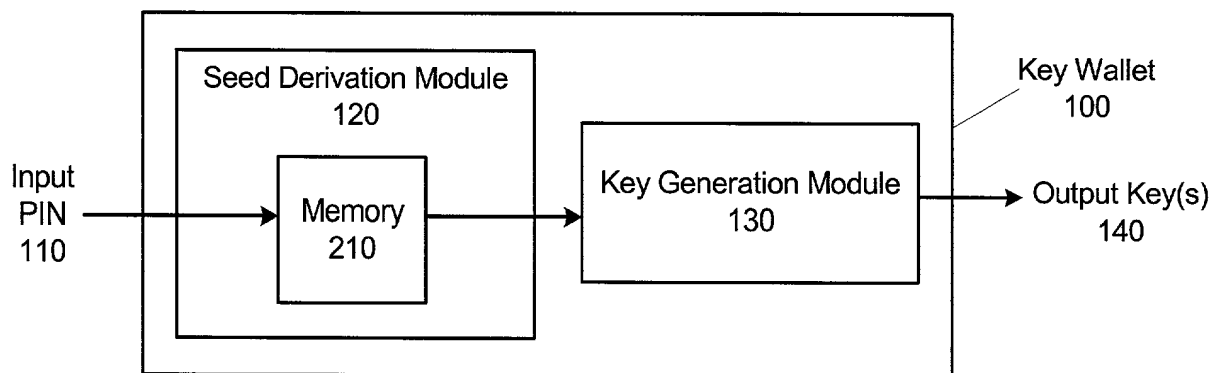 Seed Derivation Module
120
Key Wallet
100
Input
PIN
110
Memory
210
Key Generation Module
130
Output Key(s)
140